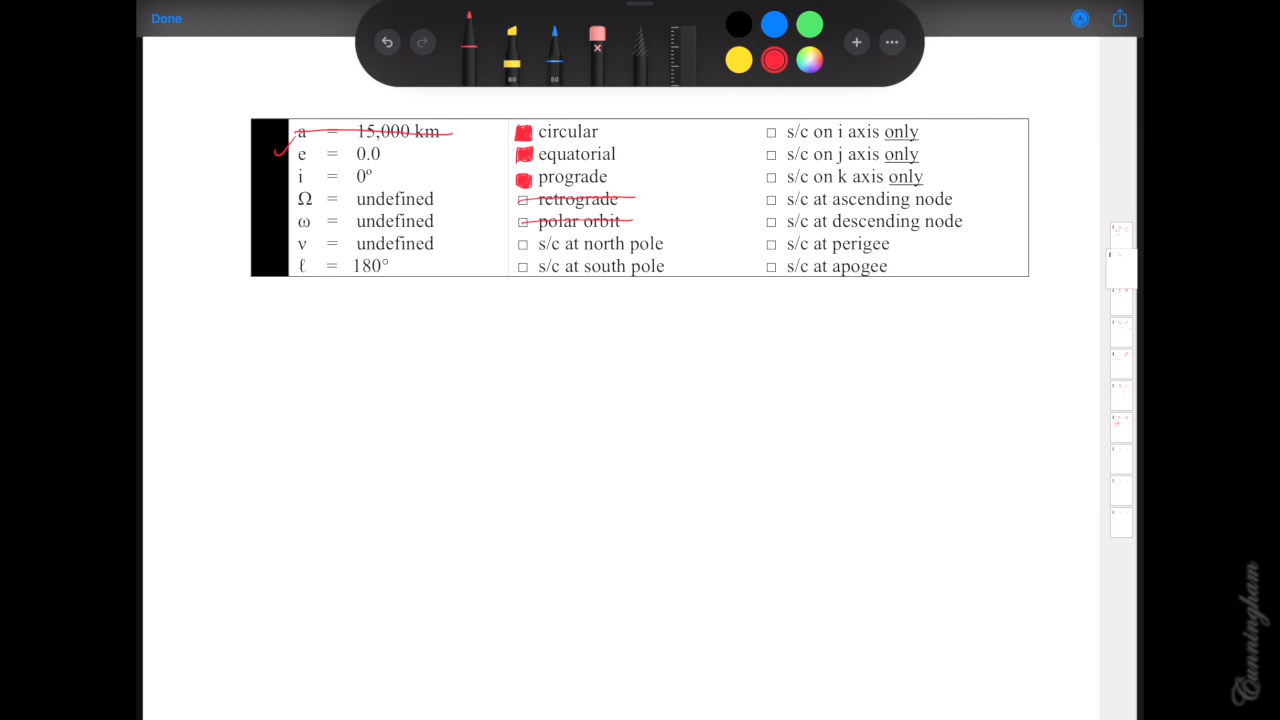 Done
80
50
a = 15,000 km
e = 0.0
i = 0º
Ω = undefined
ω = undefined
ν = undefined
ℓ = 180°
□ circular
□ equatorial
□ prograde
□ retrograde
□ polar orbit
□ s/c at north pole
□ s/c at south pole
□ s/c on i axis only
□ s/c on j axis only
□ s/c on k axis only
□ s/c at ascending node
□ s/c at descending node
□ s/c at perigee
□ s/c at apogee
Cunningham